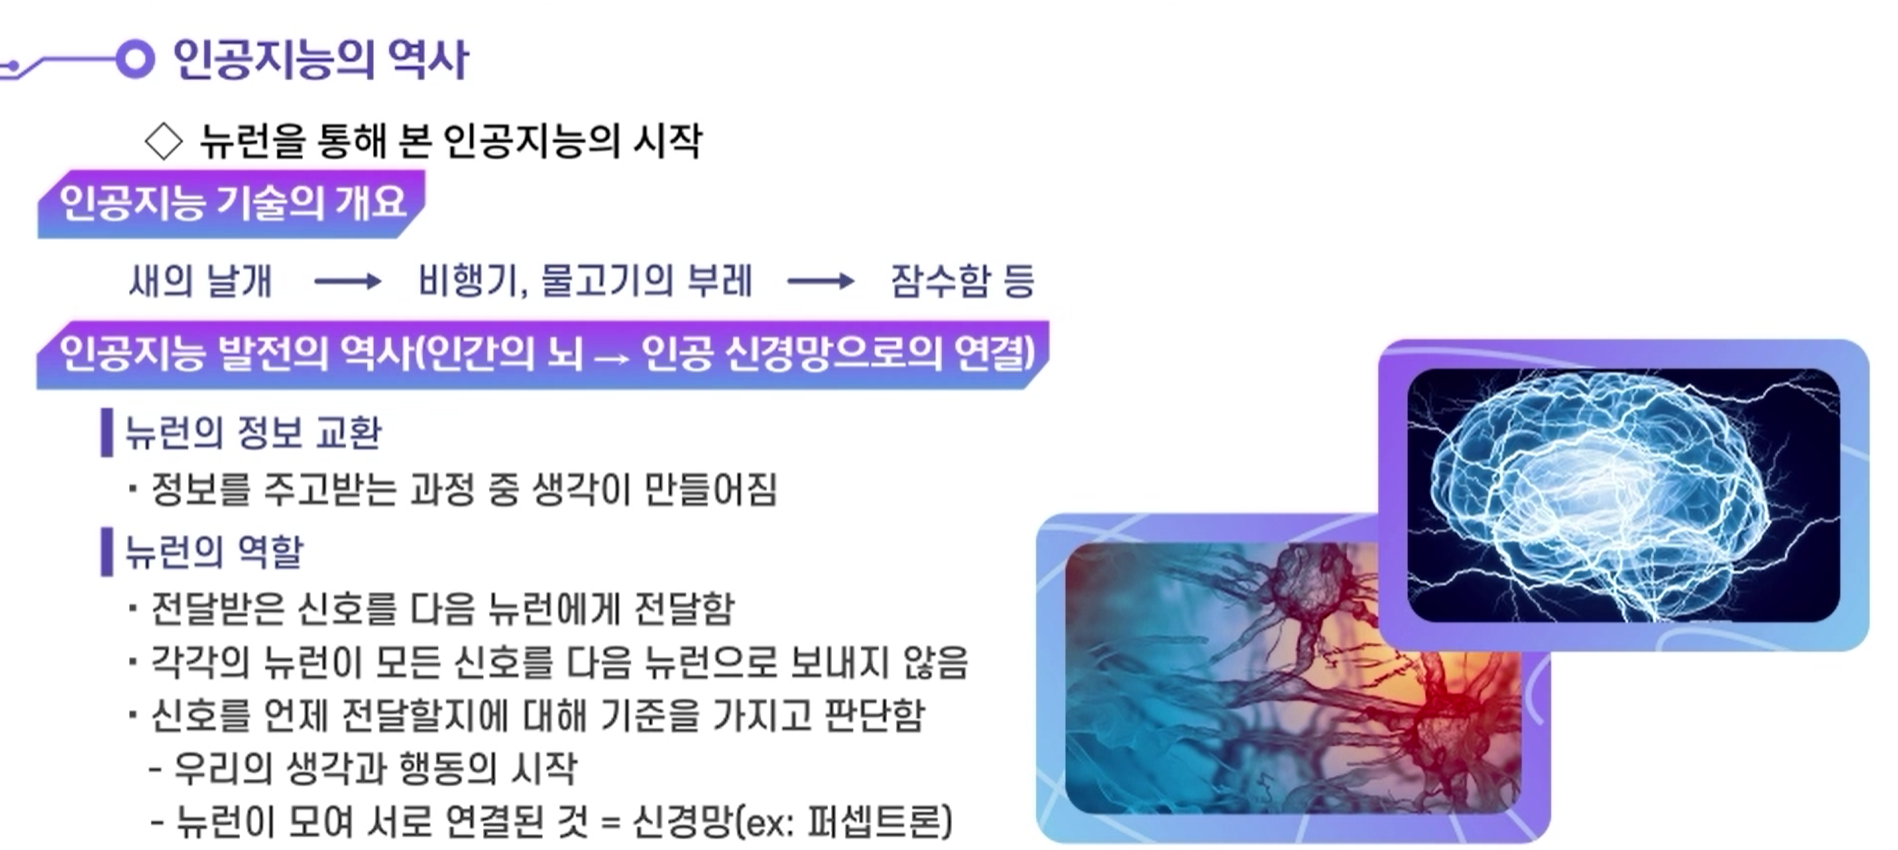 인공지능의 역사
◇ 뉴런을 통해 본 인공지능의 시작
인공지능 기술의 개요
새의 날개 → 비행기, 물고기의 부레 → 잠수함 등
인공지능 발전의 역사(인간의 뇌 → 인공 신경망으로의 연결)
뉴런의 정보 교환
· 정보를 주고받는 과정 중 생각이 만들어짐
뉴런의 역할
· 전달받은 신호를 다음 뉴런에게 전달함
· 각각의 뉴런이 모든 신호를 다음 뉴런으로 보내지 않음
· 신호를 언제 전달할지에 대해 기준을 가지고 판단함
- 우리의 생각과 행동의 시작
- 뉴런이 모여 서로 연결된 것 = 신경망(ex: 퍼셉트론)